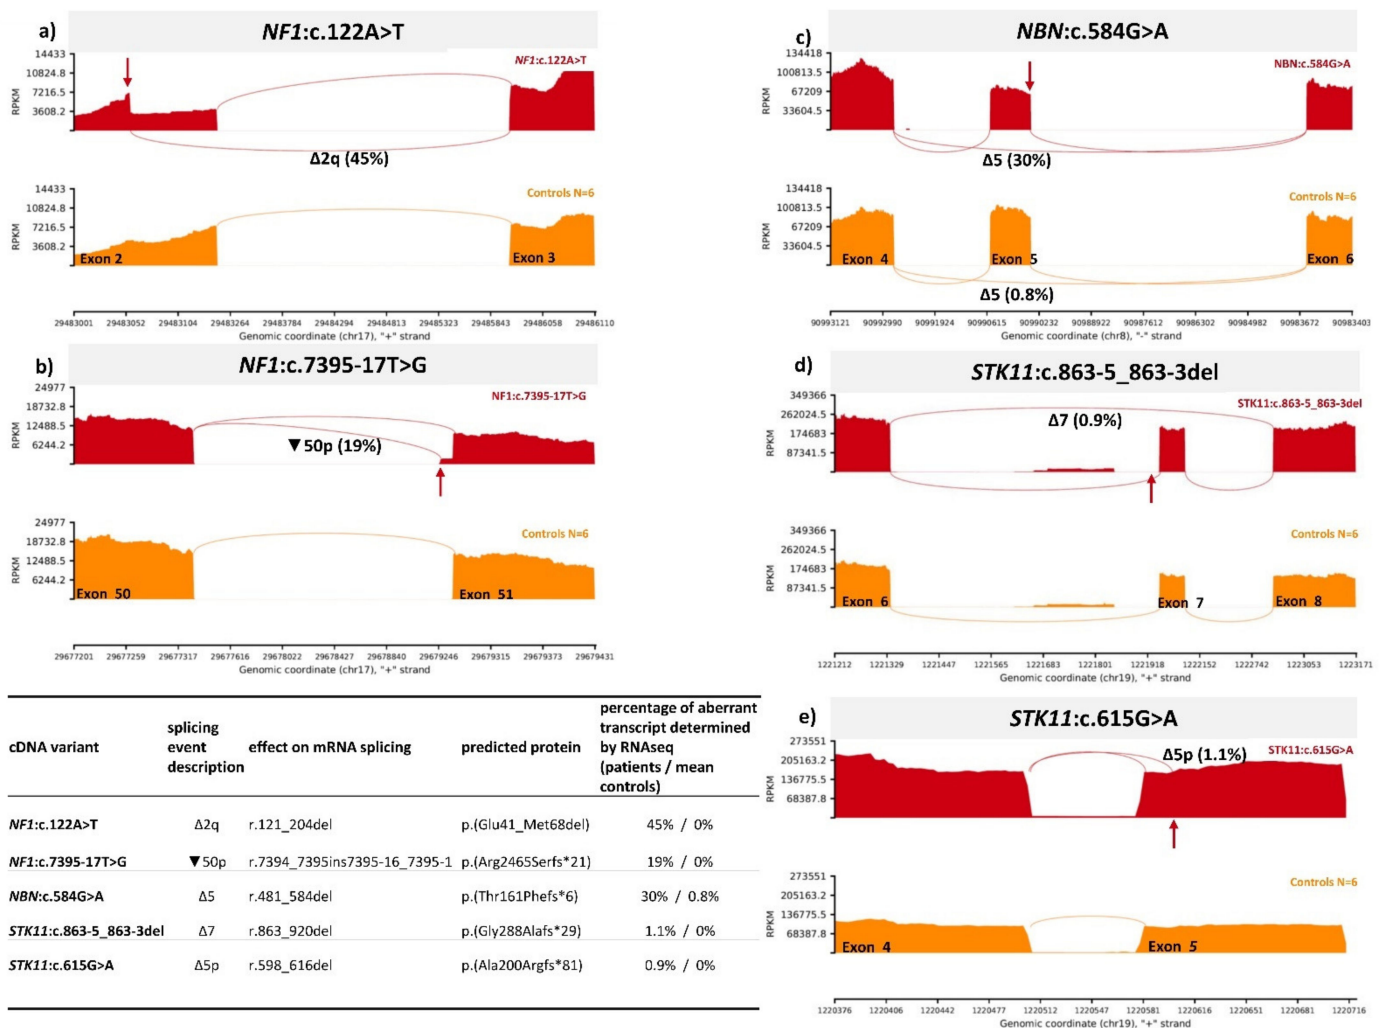 a)
NF1:c.122A>T
14433
NF1:c.122A>T
10824.8
7216.5
3608.2
RPKM
Δ2q (45%)
14433
Controls N=6
10824.8
7216.5
3608.2
RPKM
Exon 2
Exon 3
29483001 29483052 29483104 29483264 29483784 29484294 29484813 29485323 29485843 29486058 29486110
Genomic coordinate (chr17), "+" strand
b)
NF1:c.7395-17T>G
24977
NF1:c.7395-17T>G
18732.8
12488.5
6244.2
RPKM
▼50p (19%)
24977
Controls N=6
18732.8
12488.5
6244.2
RPKM
Exon 50
Exon 51
29677201 29677259 29677317 29677616 29678022 29678427 29678840 29679246 29679315 29679373 29679431
Genomic coordinate (chr17), "+" strand
c)
NBN:c.584G>A
134418
NBN:c.584G>A
100813.5
67209
33604.5
RPKM
Δ5 (30%)
134418
Controls N=6
100813.5
67209
33604.5
RPKM
Exon 4
Exon 5
Exon 6
Δ5 (0.8%)
90993121 90992990 90991924 90990615 90990232 90988922 90987612 90986302 90984982 90983672 90983403
Genomic coordinate (chr8), "-" strand
d)
STK11:c.863-5_863-3del
349366
STK11:c.863-5_863-3del
262024.5
174683
87341.5
RPKM
Δ7 (0.9%)
349366
Controls N=6
262024.5
174683
87341.5
RPKM
Exon 6
Exon 7
Exon 8
1221212 1221329 1221447 1221565 1221683 1221801 1221918 1222152 1222742 1223053 1223171
Genomic coordinate (chr19), "+" strand
e)
STK11:c.615G>A
273551
STK11:c.615G>A
205163.2
136775.5
68387.8
RPKM
Δ5p (1.1%)
273551
Controls N=6
205163.2
136775.5
68387.8
RPKM
Exon 4
Exon 5
1220376 1220406 1220442 1220477 1220512 1220547 1220581 1220616 1220651 1220681 1220716
Genomic coordinate (chr19), "+" strand
cDNA variant
splicing
event
description
effect on mRNA splicing
predicted protein
percentage of aberrant
transcript determined
by RNAseq
(patients / mean
controls)
NF1:c.122A>T Δ2q r.121_204del p.(Glu41_Met68del) 45% / 0%
NF1:c.7395-17T>G ▼50p r.7394_7395ins7395-16_7395-1 p.(Arg2465Serfs*21) 19% / 0%
NBN:c.584G>A Δ5 r.481_584del p.(Thr161Phefs*6) 30% / 0.8%
STK11:c.863-5_863-3del Δ7 r.863_920del p.(Gly288Alafs*29) 1.1% / 0%
STK11:c.615G>A Δ5p r.598_616del p.(Ala200Argfs*81) 0.9% / 0%